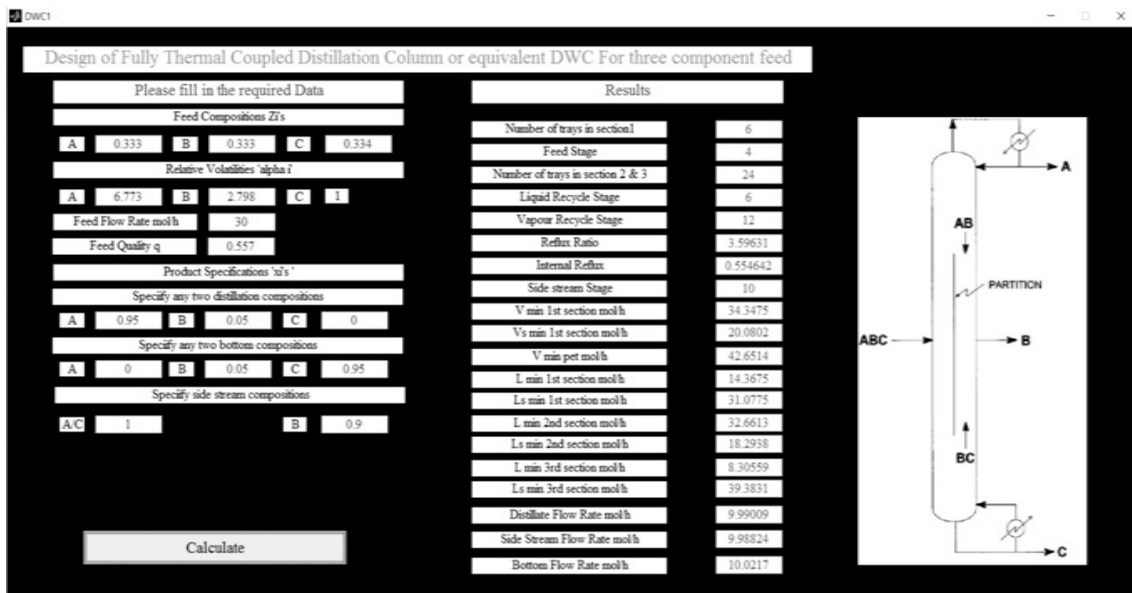 DWC1
Design of Fully Thermal Coupled Distillation Column or equivalent DWC For three component feed
Please fill in the required Data
Feed Compositions Zi's
A 0.333 B 0.333 C 0.334
Relative Volatilities 'alpha i'
A 6.773 B 2.798 C 1
Feed Flow Rate mol/h 30
Feed Quality q 0.557
Product Specifications 'xi's '
Specifiy any two distillation compositions
A 0.95 B 0.05 C 0
Specifiy any two bottom compositions
A 0 B 0.05 C 0.95
Specifiy side stream compositions
A/C 1 B 0.9
Calculate
Results
Number of trays in section1 6
Feed Stage 4
Number of trays in section 2 & 3 24
Liquid Recycle Stage 6
Vapour Recycle Stage 12
Reflux Ratio 3.59631
Internal Reflux 0.554642
Side stream Stage 10
V min 1st section mol/h 34.3475
Vs min 1st section mol/h 20.0802
V min pet mol/h 42.6514
L min 1st section mol/h 14.3675
Ls min 1st section mol/h 31.0775
L min 2nd section mol/h 32.6613
Ls min 2nd section mol/h 18.2938
L min 3rd section mol/h 8.30559
Ls min 3rd section mol/h 39.3831
Distillate Flow Rate mol/h 9.99009
Side Stream Flow Rate mol/h 9.98824
Bottom Flow Rate mol/h 10.0217
A
AB
PARTITION
ABC
B
BC
C